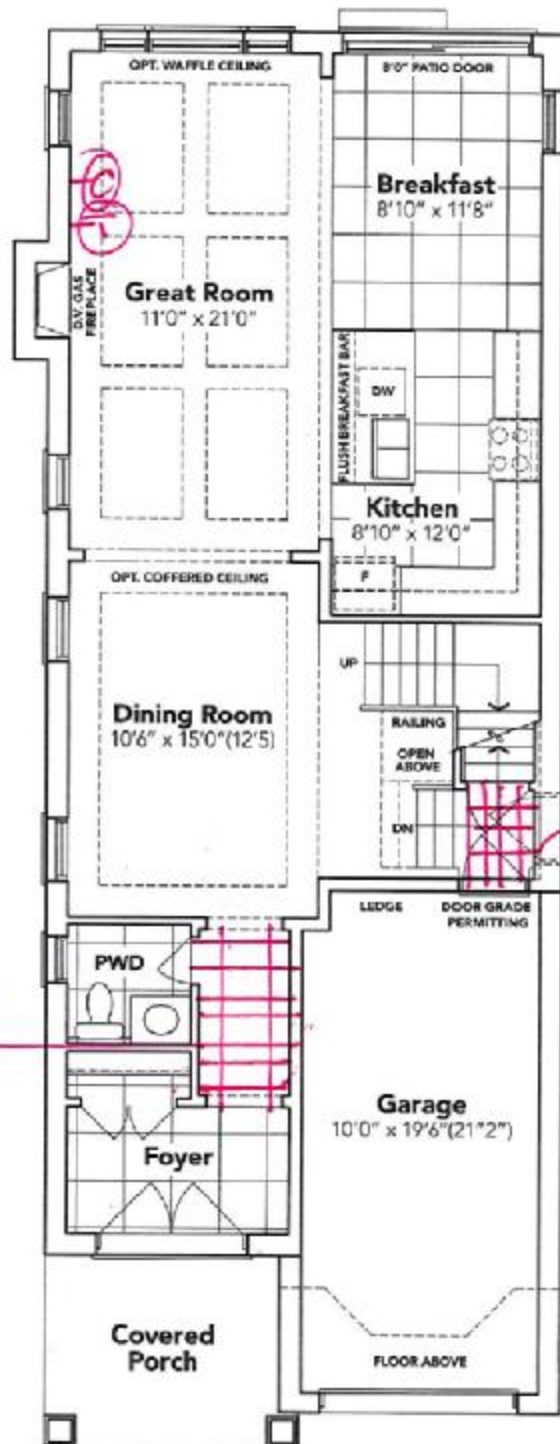 OPT. WAFFLE CEILING
8'0" PATIO DOOR
Breakfast
8'10" x 11'8"
Great Room
11'0" x 21'0"
D.V. GAS
FIREPLACE
FLUSH BREAKFAST BAR
DW
Kitchen
8'10" x 12'0"
F
OPT. COFFERED CEILING
UP
Dining Room
10'6" x 15'0"(12'5)
RAILING
OPEN
ABOVE
DN
LEDGE
DOOR GRADE
PERMITTING
PWD
Garage
10'0" x 19'6"(21'2")
Foyer
Covered
Porch
FLOOR ABOVE